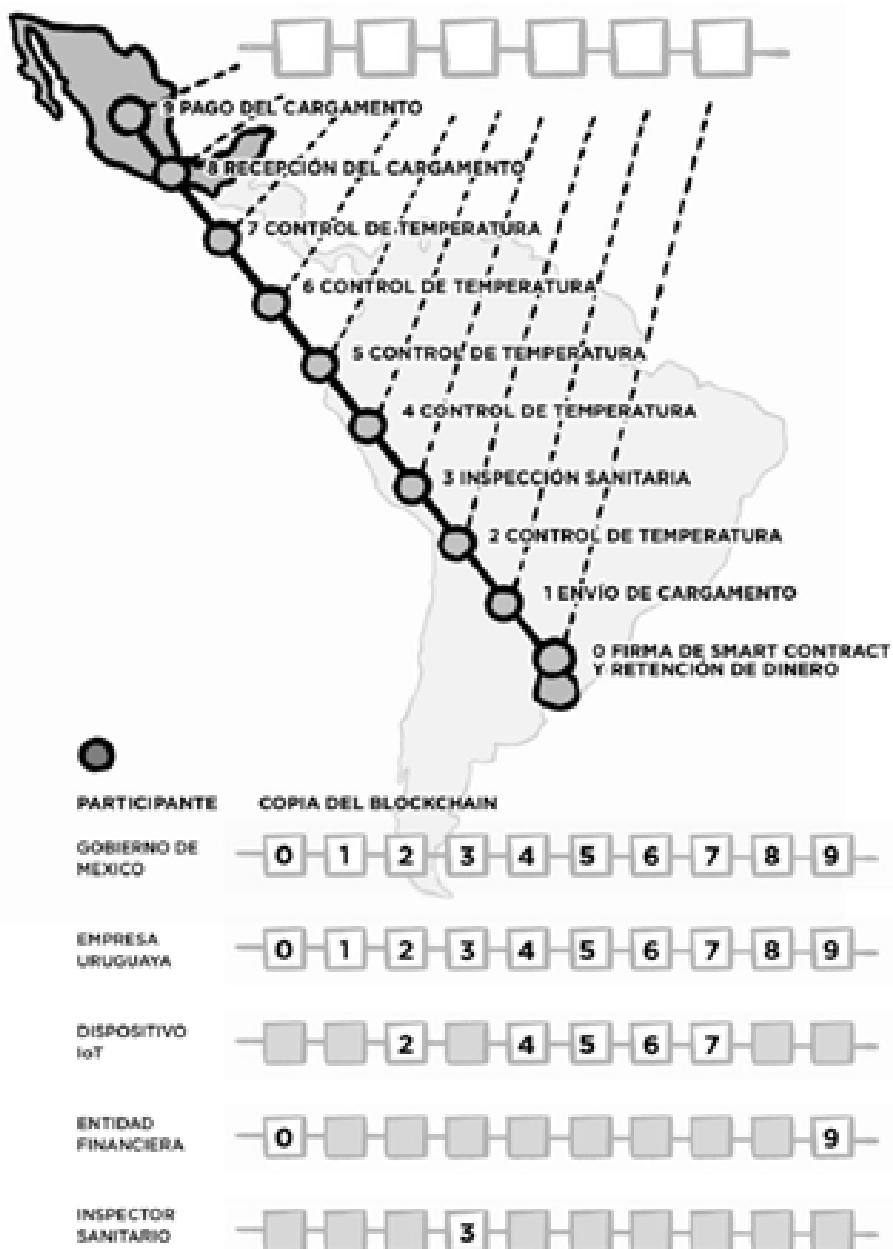 9 PAGO DEL CARGAMENTO
8 RECEPCIÓN DEL CARGAMENTO
7 CONTROL DE TEMPERATURA
6 CONTROL DE TEMPERATURA
5 CONTROL DE TEMPERATURA
4 CONTROL DE TEMPERATURA
3 INSPECCIÓN SANITARIA
2 CONTROL DE TEMPERATURA
1 ENVÍO DE CARGAMENTO
0 FIRMA DE SMART CONTRACT
Y RETENCIÓN DE DINERO
PARTICIPANTE COPIA DEL BLOCKCHAIN
GOBIERNO DE
MEXICO
0 1 2 3 4 5 6 7 8 9
EMPRESA
URUGUAYA
0 1 2 3 4 5 6 7 8 9
DISPOSITIVO
IoT
2 4 5 6 7
ENTIDAD
FINANCIERA
0 9
INSPECTOR
SANITARIO
3